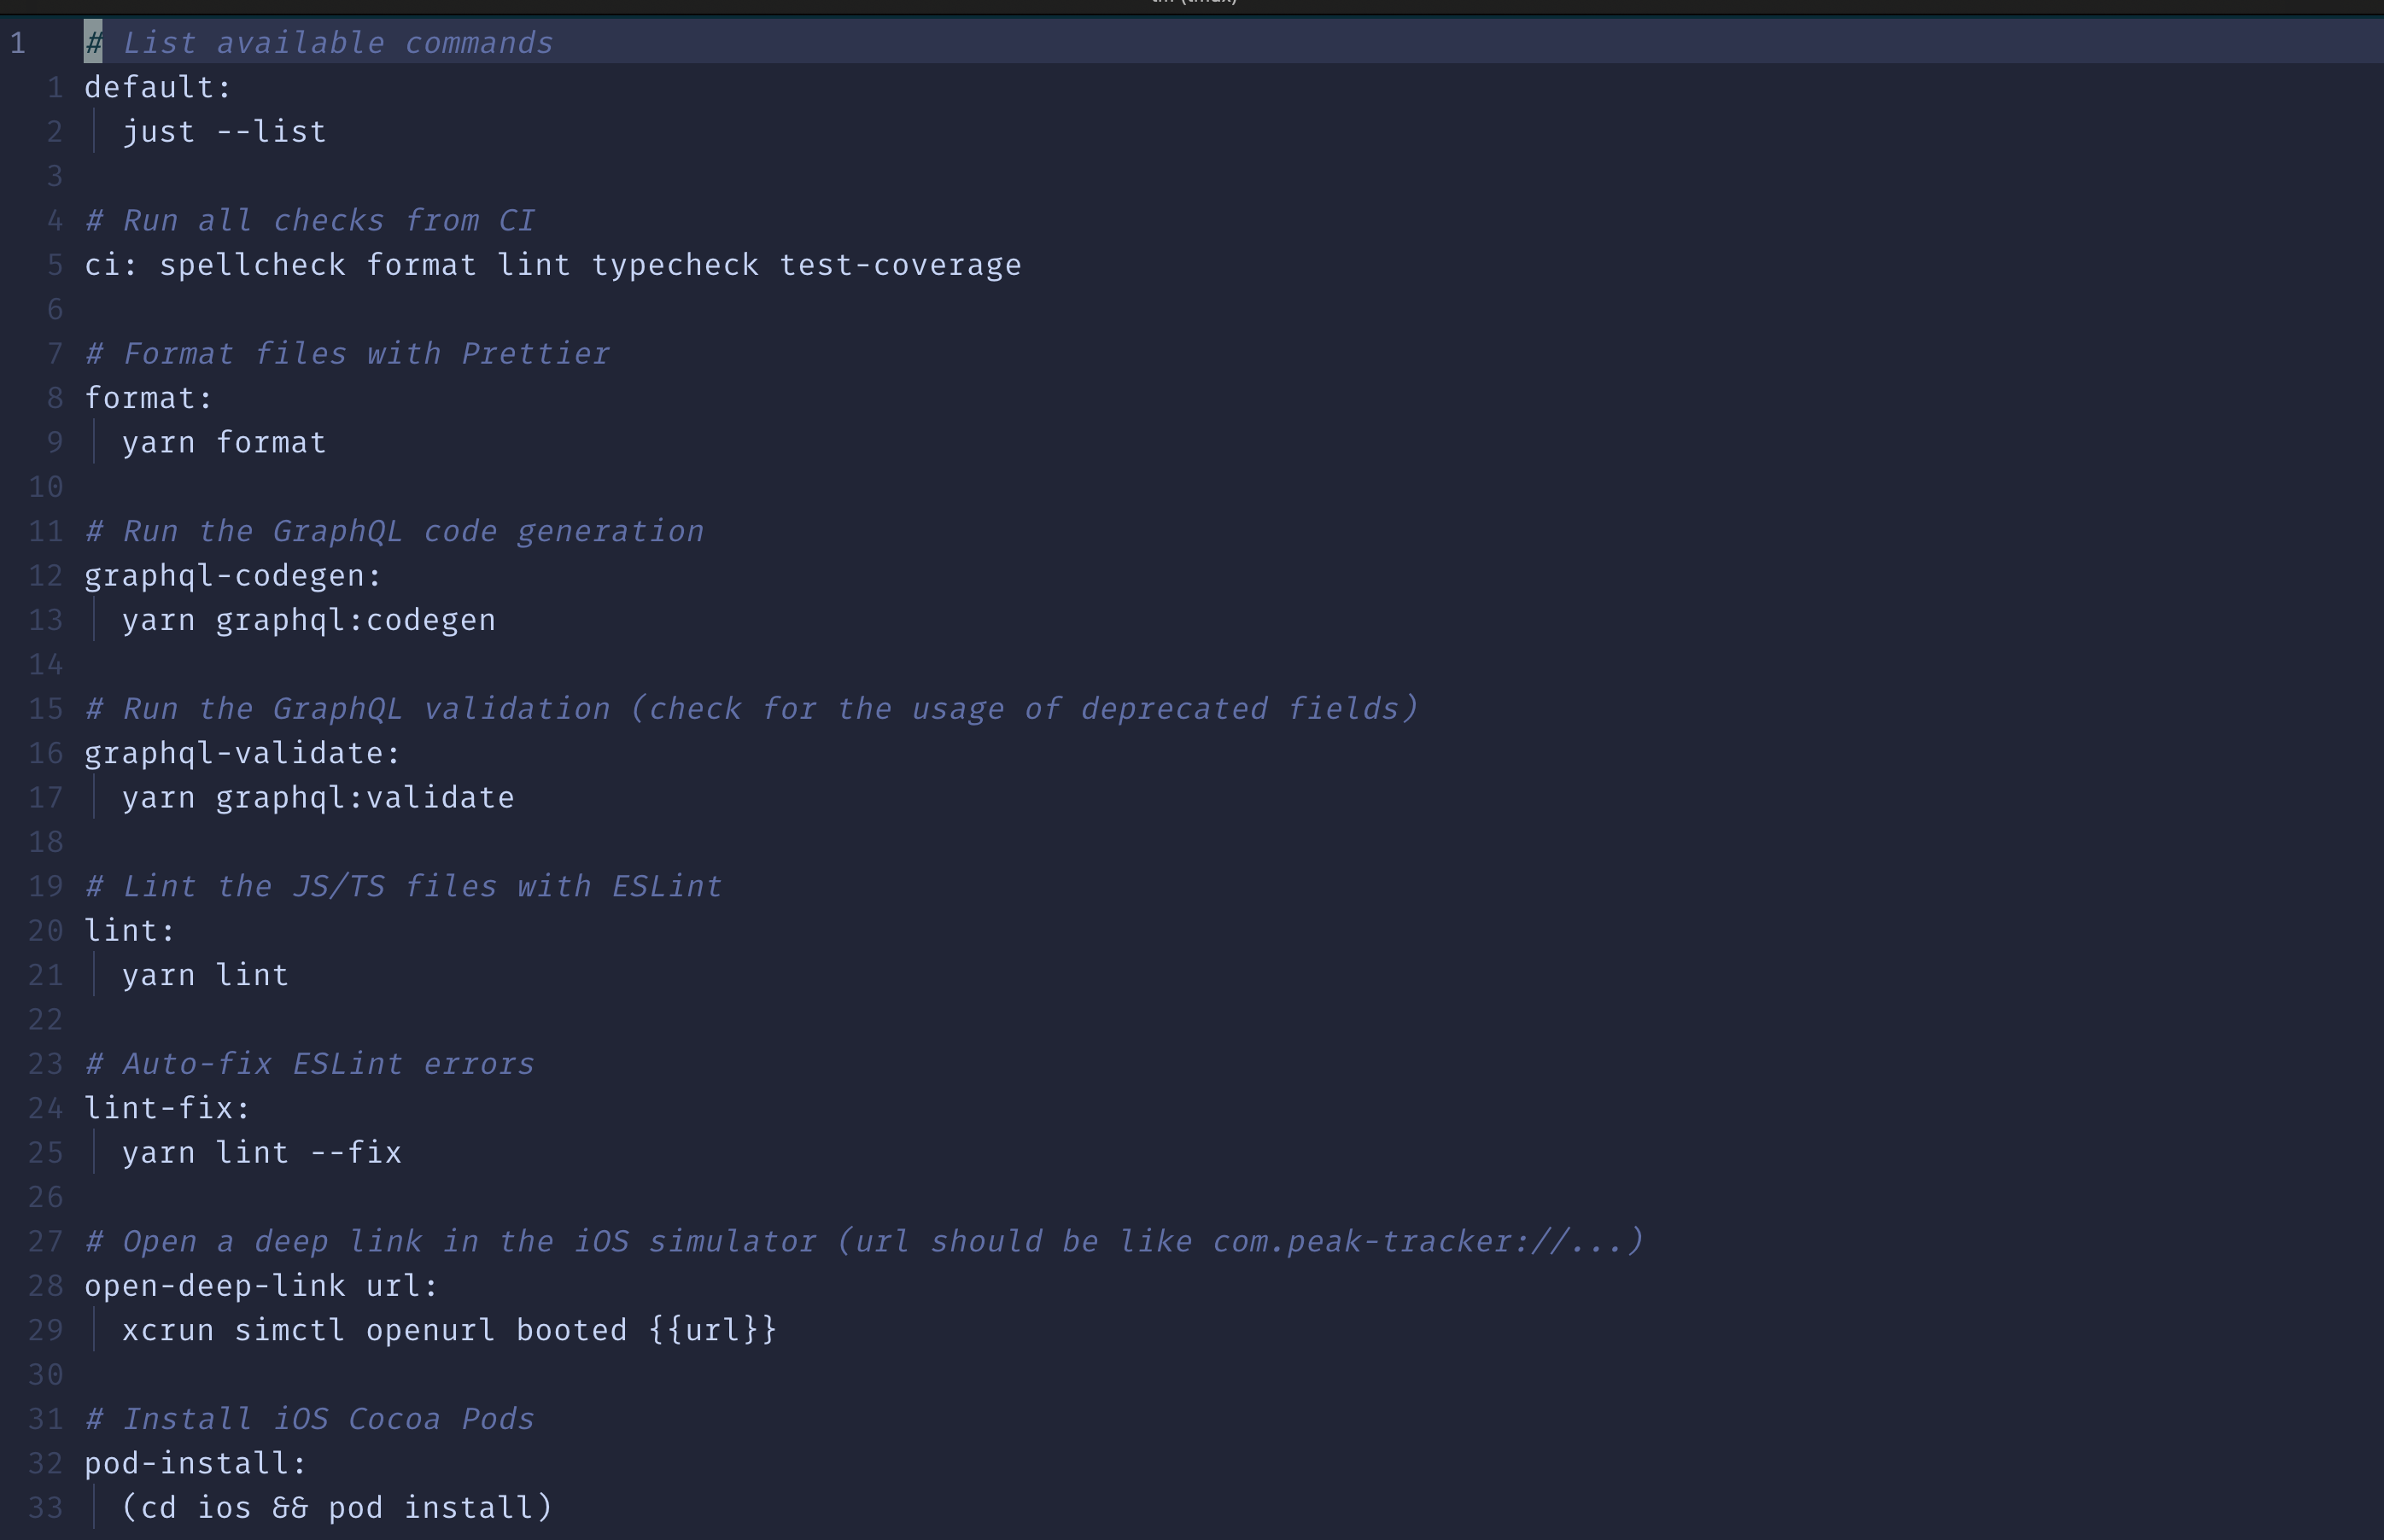 1 # List available commands
1 default:
2 just --list
3
4 # Run all checks from CI
5 ci: spellcheck format lint typecheck test-coverage
6
7 # Format files with Prettier
8 format:
9 yarn format
10
11 # Run the GraphQL code generation
12 graphql-codegen:
13 yarn graphql:codegen
14
15 # Run the GraphQL validation (check for the usage of deprecated fields)
16 graphql-validate:
17 yarn graphql:validate
18
19 # Lint the JS/TS files with ESLint
20 lint:
21 yarn lint
22
23 # Auto-fix ESLint errors
24 lint-fix:
25 yarn lint --fix
26
27 # Open a deep link in the iOS simulator (url should be like com.peak-tracker://...)
28 open-deep-link url:
29 xcrun simctl openurl booted {{url}}
30
31 # Install iOS Cocoa Pods
32 pod-install:
33 (cd ios && pod install)